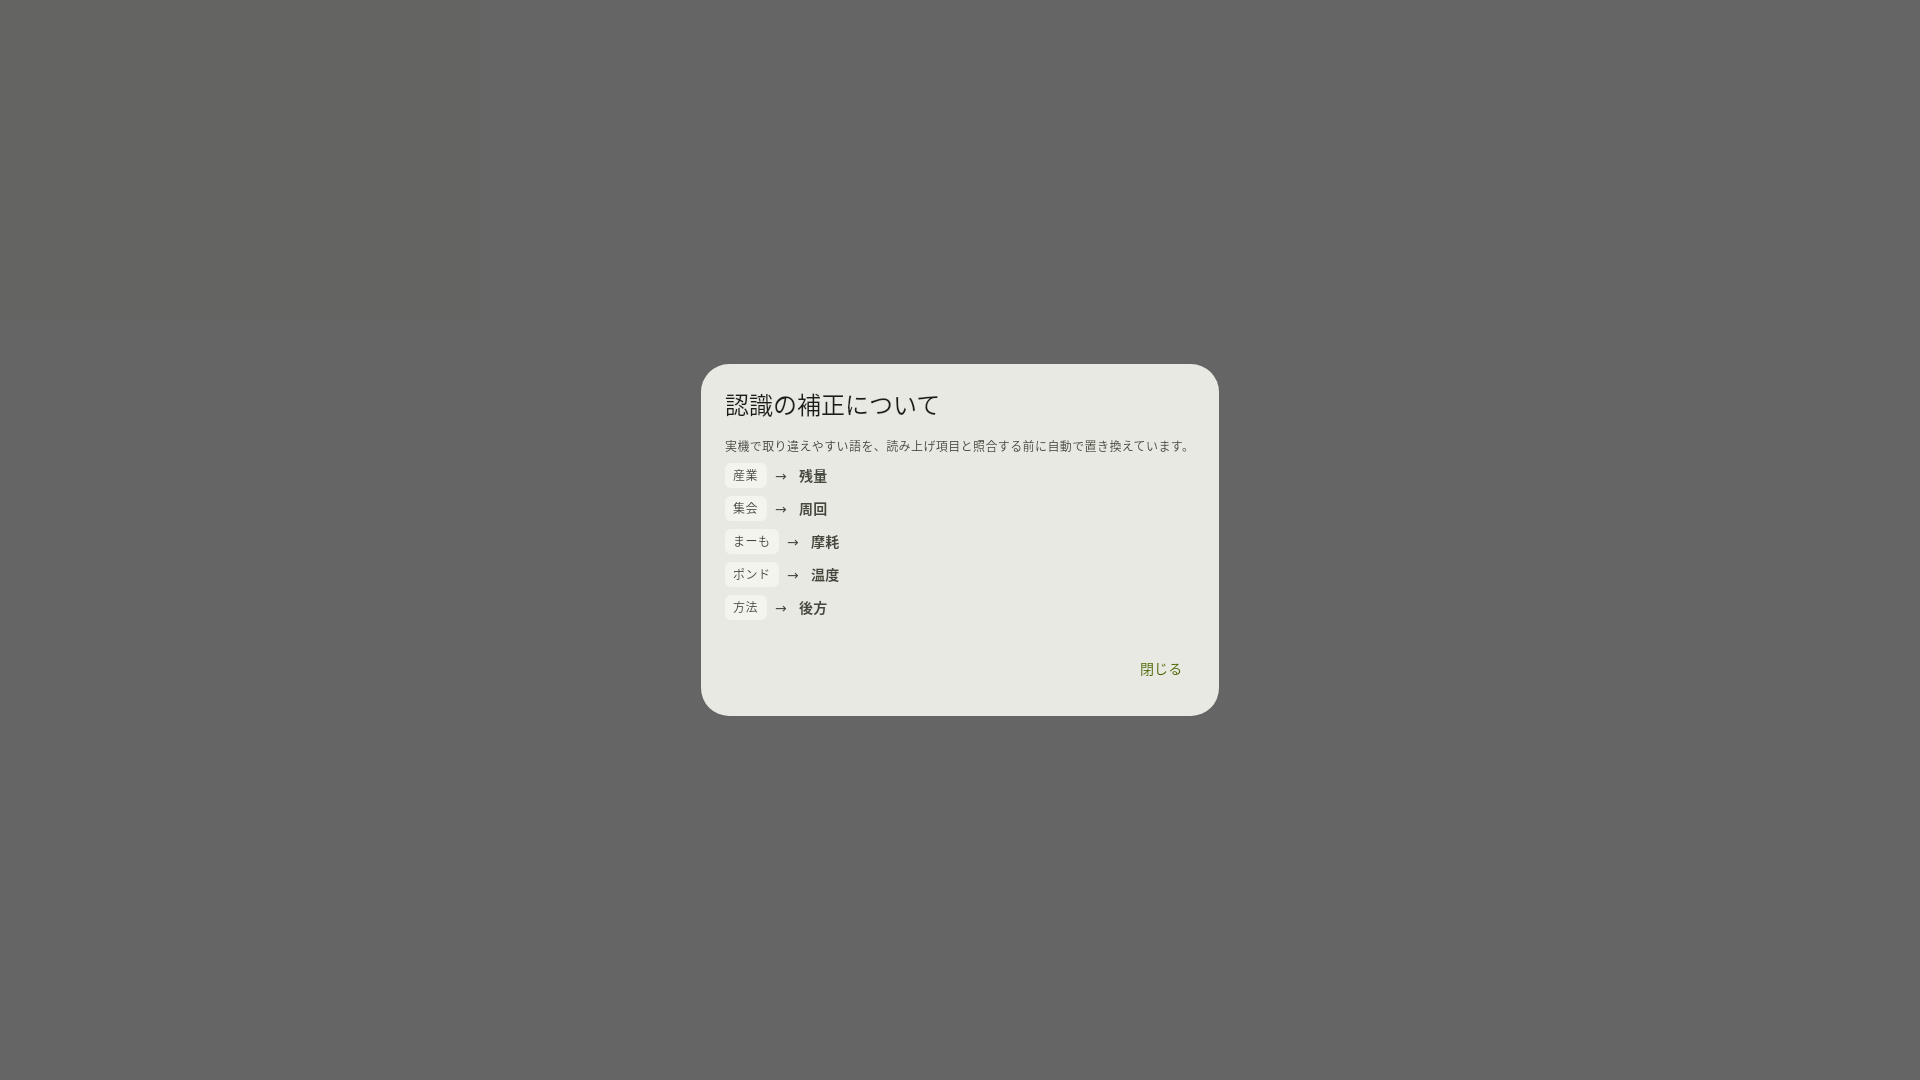 認識の補正について
実機で取り違えやすい語を、読み上げ項目と照合する前に自動で置き換えています。
産業 → 残量
集会 → 周回
まーも → 摩耗
ポンド → 温度
方法 → 後方
閉じる